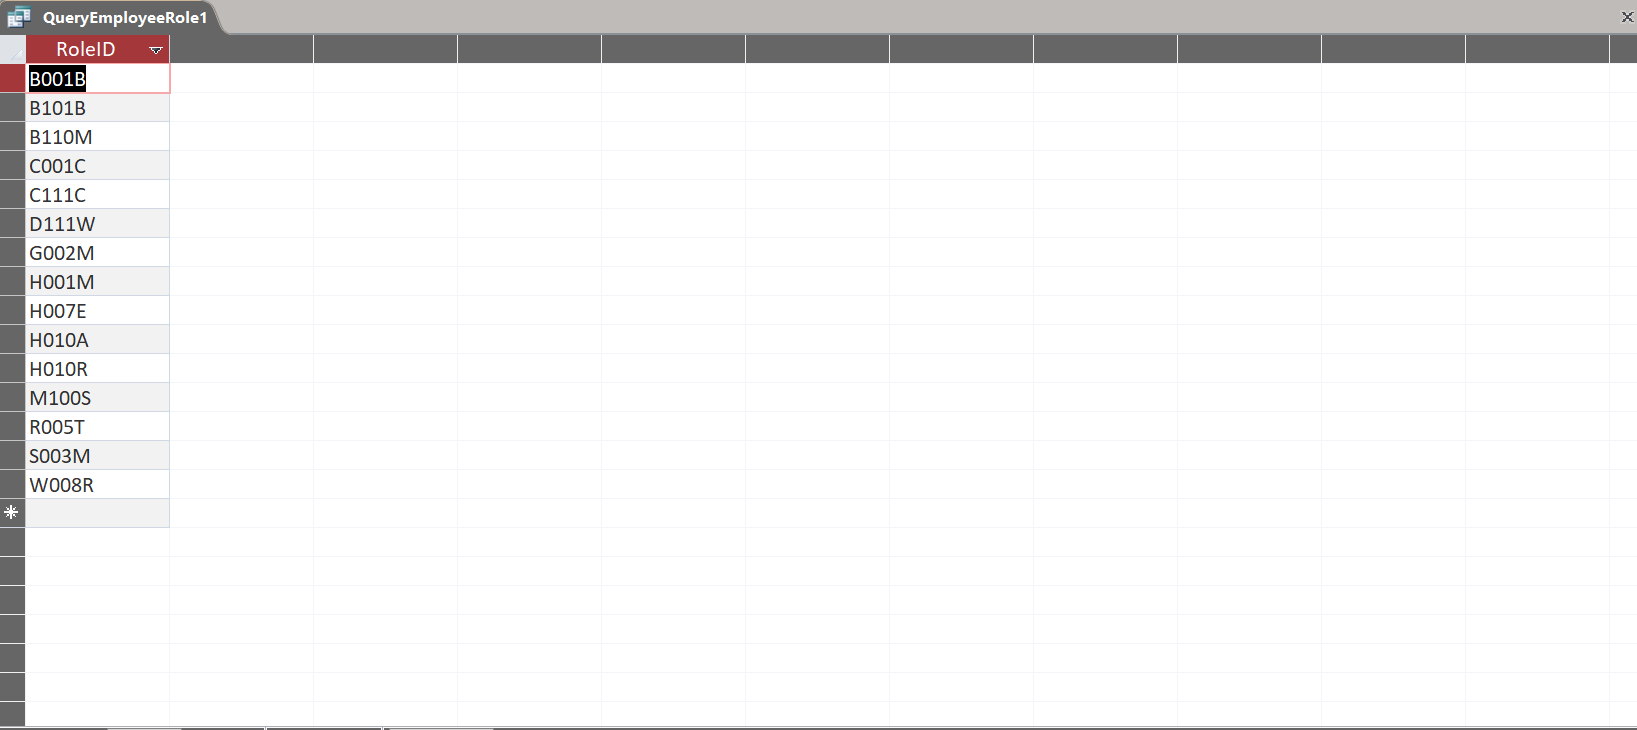 QueryEmployeeRole1
RoleID
B001B
B101B
B110M
C001C
C111C
D111W
G002M
H001M
H007E
H010A
H010R
M100S
R005T
S003M
W008R